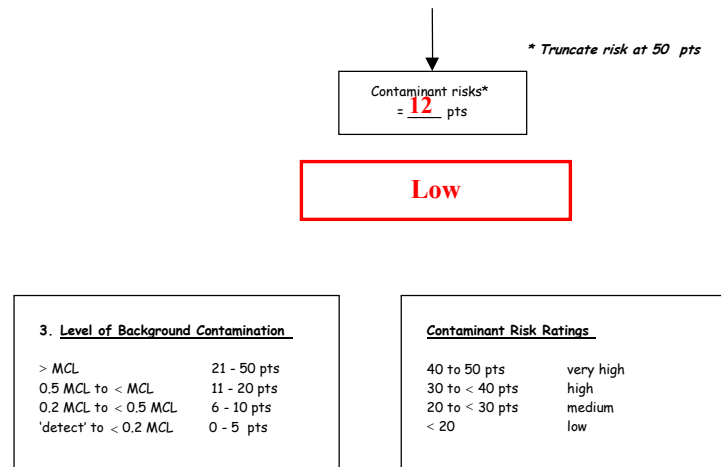 * Truncate risk at 50 pts
Contaminant risks*
= 12 pts
Low
3. Level of Background Contamination
> MCL 21 - 50 pts
0.5 MCL to < MCL 11 - 20 pts
0.2 MCL to < 0.5 MCL 6 - 10 pts
'detect' to < 0.2 MCL 0 - 5 pts
Contaminant Risk Ratings
40 to 50 pts very high
30 to < 40 pts high
20 to < 30 pts medium
< 20 low